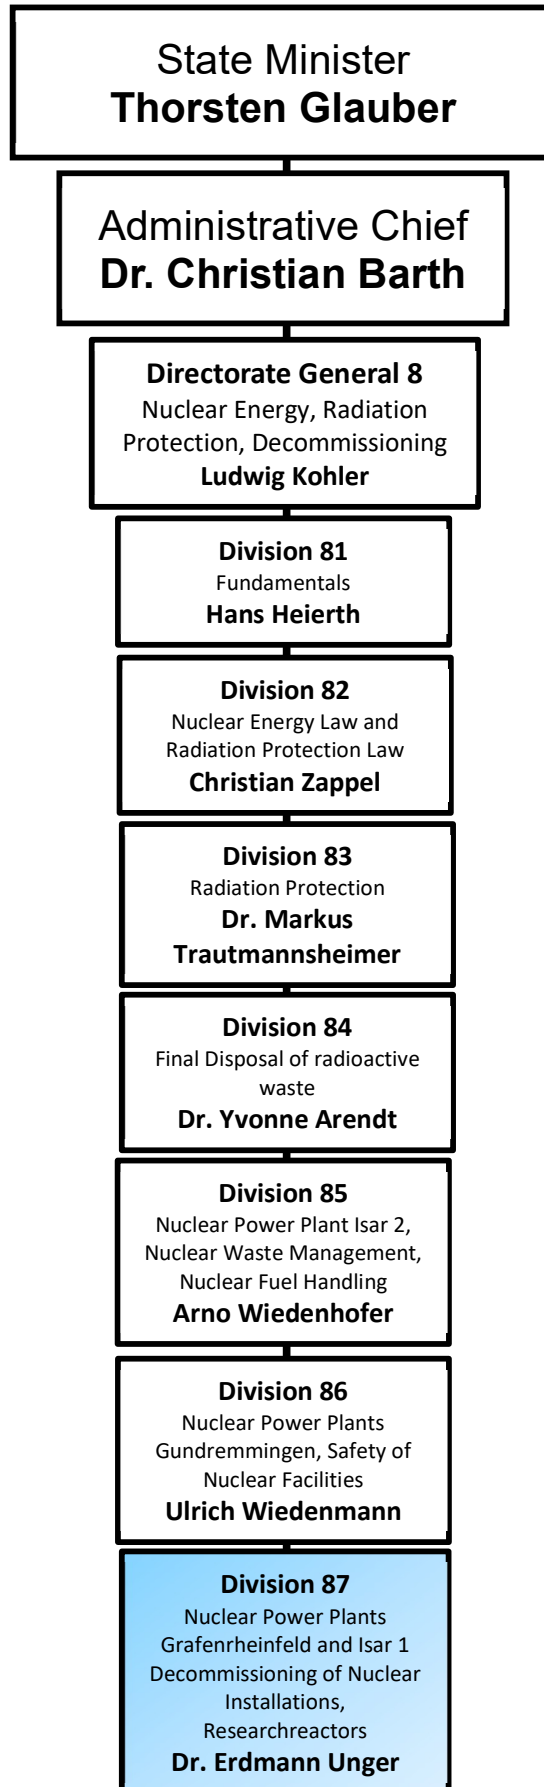 State Minister
Thorsten Glauber
Administrative Chief
Dr. Christian Barth
Directorate General 8
Nuclear Energy, Radiation
Protection, Decommissioning
Ludwig Kohler
Division 81
Fundamentals
Hans Heierth
Division 82
Nuclear Energy Law and
Radiation Protection Law
Christian Zappel
Division 83
Radiation Protection
Dr. Markus
Trautmannsheimer
Division 84
Final Disposal of radioactive
waste
Dr. Yvonne Arendt
Division 85
Nuclear Power Plant Isar 2,
Nuclear Waste Management,
Nuclear Fuel Handling
Arno Wiedenhofer
Division 86
Nuclear Power Plants
Gundremmingen, Safety of
Nuclear Facilities
Ulrich Wiedenmann
Division 87
Nuclear Power Plants
Grafenrheinfeld and Isar 1
Decommissioning of Nuclear
Installations,
Researchreactors
Dr. Erdmann Unger